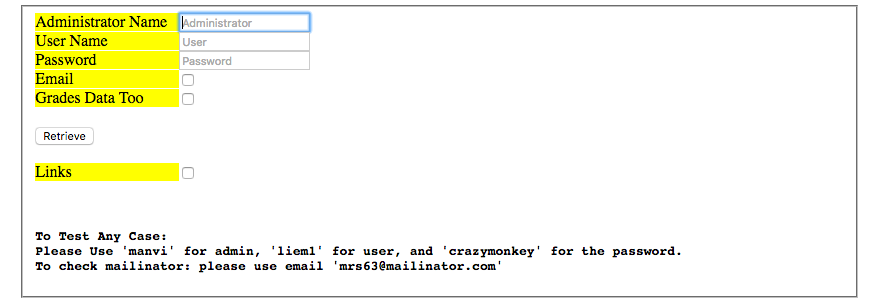 Administrator Name Administrator
User Name User
Password Password
Email
Grades Data Too
Retrieve
Links
To Test Any Case:
Please Use 'manvi' for admin, 'liem1' for user, and 'crazymonkey' for the password.
To check mailinator: please use email 'mrs63@mailinator.com'